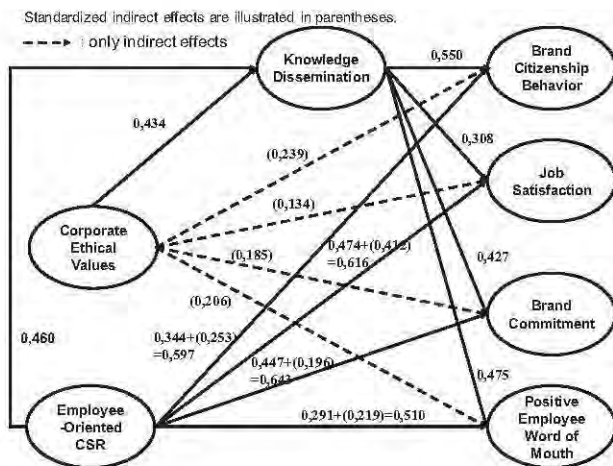 Standardized indirect effects are illustrated in parentheses.
only indirect effects
Knowledge
Dissemination
0,550
Brand
Citizenship
Behavior
0,434
(0,239)
0,308
Job
Satisfaction
(0,134)
Corporate
Ethical
Values
0,474+(0,412)
=0,616
(0,185)
0,427
(0,206)
Brand
Commitment
0,460
0,344+(0,253)
=0,597
0,447+(0,196)
=0,643
0,475
Employee
-Oriented
CSR
0,291+(0,219)=0,510
Positive
Employee
Word of
Mouth